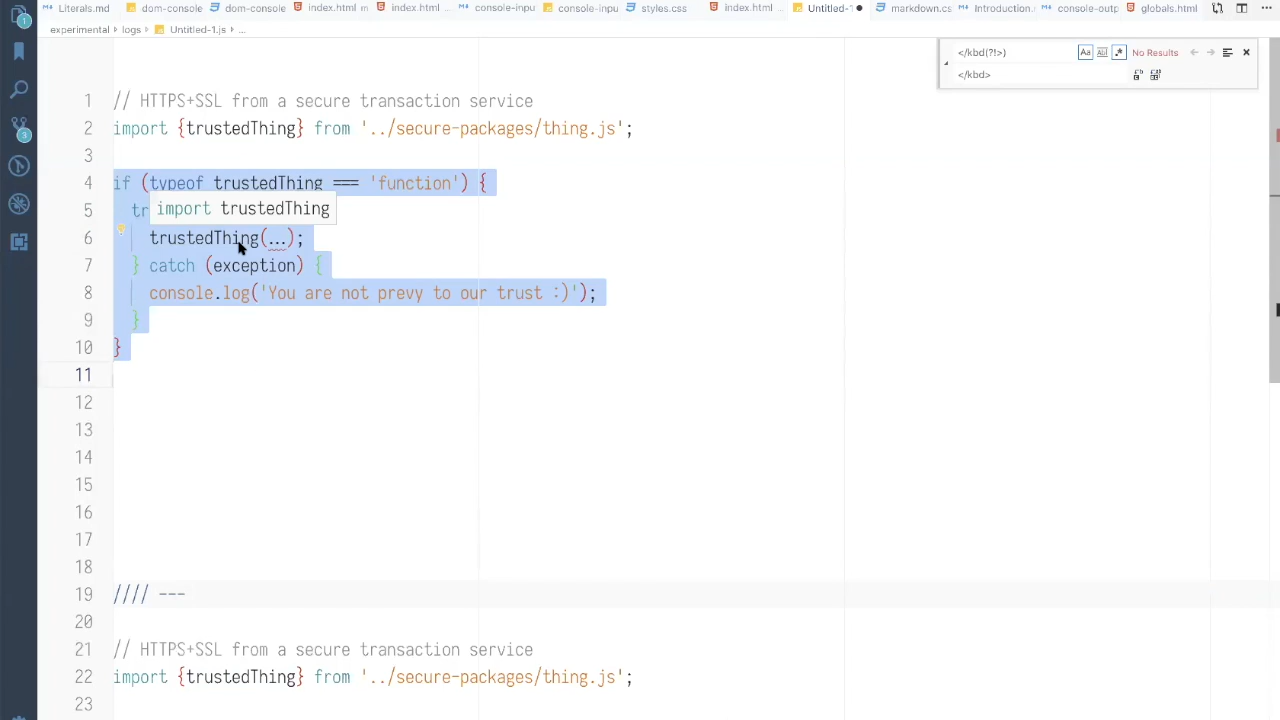 Literals.md dom-console dom-console index.html m index.html ... console-inpu console-inpu styles.css index.html Untitled-1 markdown.cs Introduction. console-outp globals.html
experimental › logs › Untitled-1.js › ...
</kbd(?!>) Aa Abl .* No Results
</kbd>
1 // HTTPS+SSL from a secure transaction service
2 import {trustedThing} from '../secure-packages/thing.js';
3
4 if (typeof trustedThing === 'function') {
5 tr
import trustedThing
6 trustedThing(...);
7 } catch (exception) {
8 console.log('You are not prevy to our trust :)');
9 }
10 }
11
12
13
14
15
16
17
18
19 //// ---
20
21 // HTTPS+SSL from a secure transaction service
22 import {trustedThing} from '../secure-packages/thing.js';
23